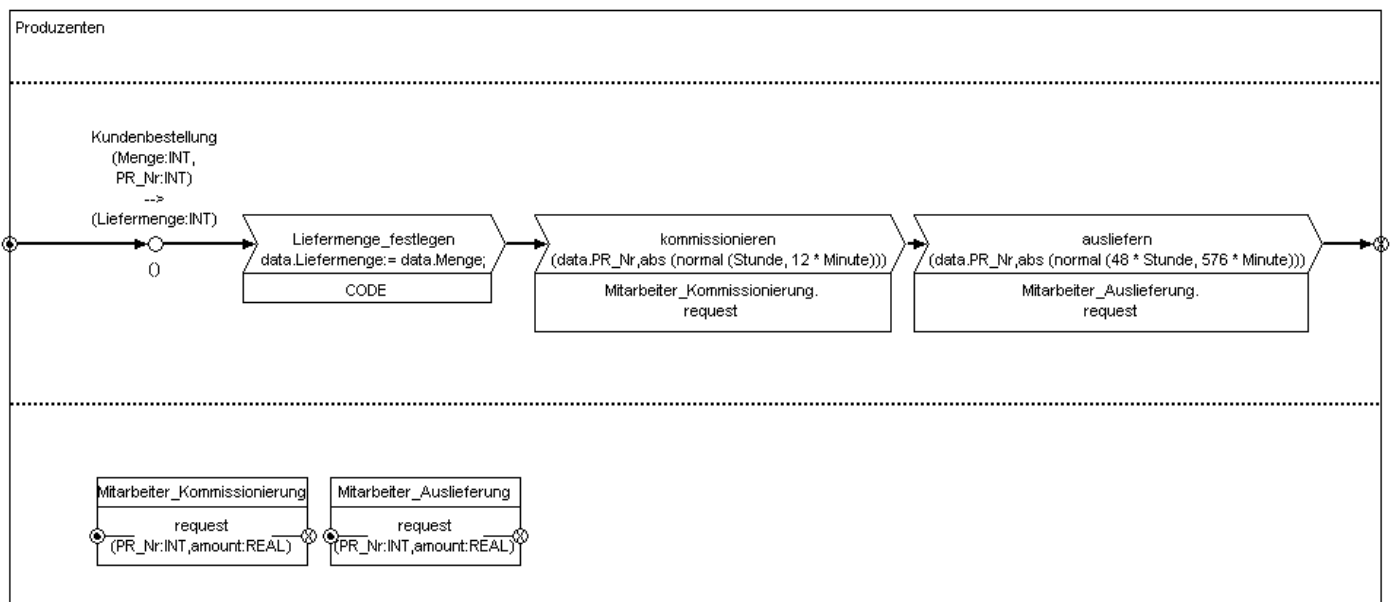 Produzenten
Kundenbestellung
(Menge:INT,
PR_Nr:INT)
-->
(Liefermenge:INT)
()
Liefermenge_festlegen
data.Liefermenge:= data.Menge;
CODE
kommissionieren
(data.PR_Nr,abs (normal (Stunde, 12 * Minute)))
Mitarbeiter_Kommissionierung.
request
ausliefern
(data.PR_Nr,abs (normal (48 * Stunde, 576 * Minute)))
Mitarbeiter_Auslieferung.
request
Mitarbeiter_Kommissionierung
request
(PR_Nr:INT,amount:REAL)
Mitarbeiter_Auslieferung
request
(PR_Nr:INT,amount:REAL)